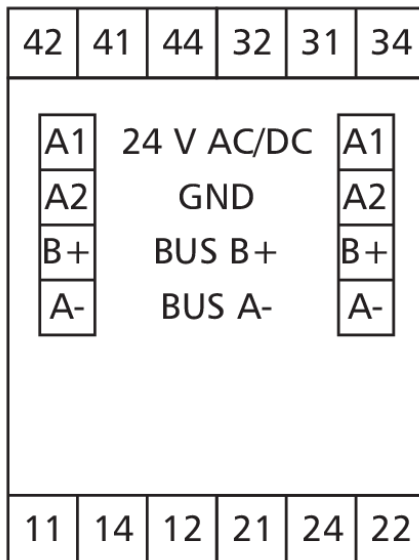 42 41 44 32 31 34
A1 24 V AC/DC A1
A2 GND A2
B+ BUS B+ B+
A- BUS A- A-
11 14 12 21 24 22